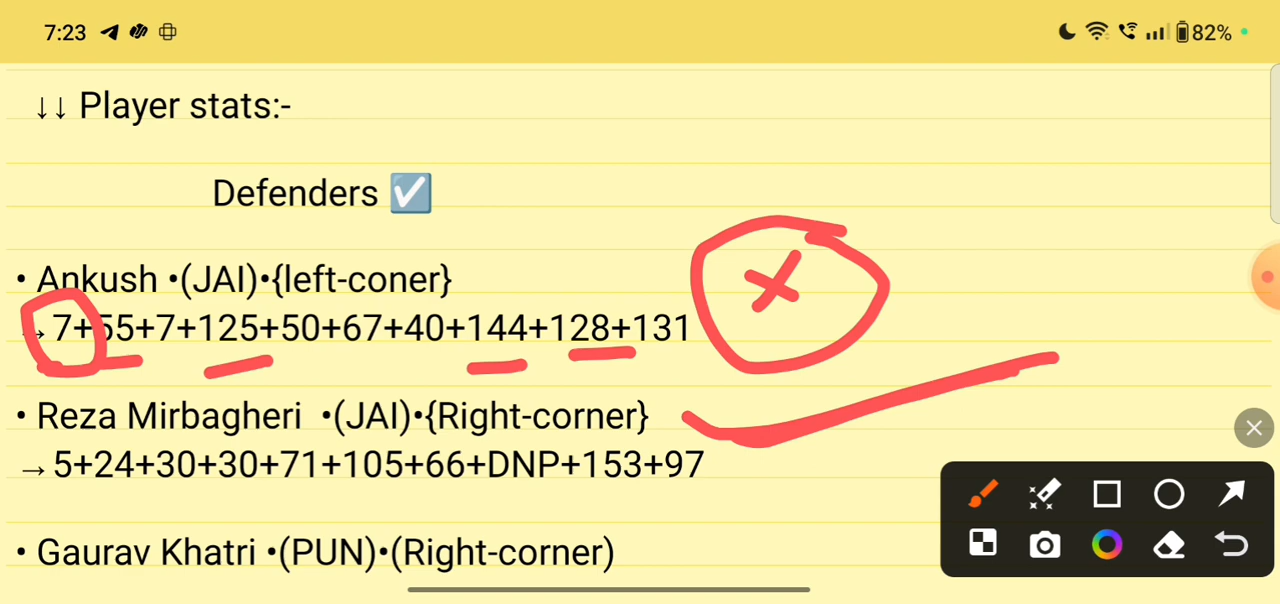 7:23 82%
↓↓ Player stats:-
Defenders ☑️
• Ankush •(JAI)•{left-coner}
→7+55+7+125+50+67+40+144+128+131
• Reza Mirbagheri •(JAI)•{Right-corner}
→5+24+30+30+71+105+66+DNP+153+97
• Gaurav Khatri •(PUN)•(Right-corner)